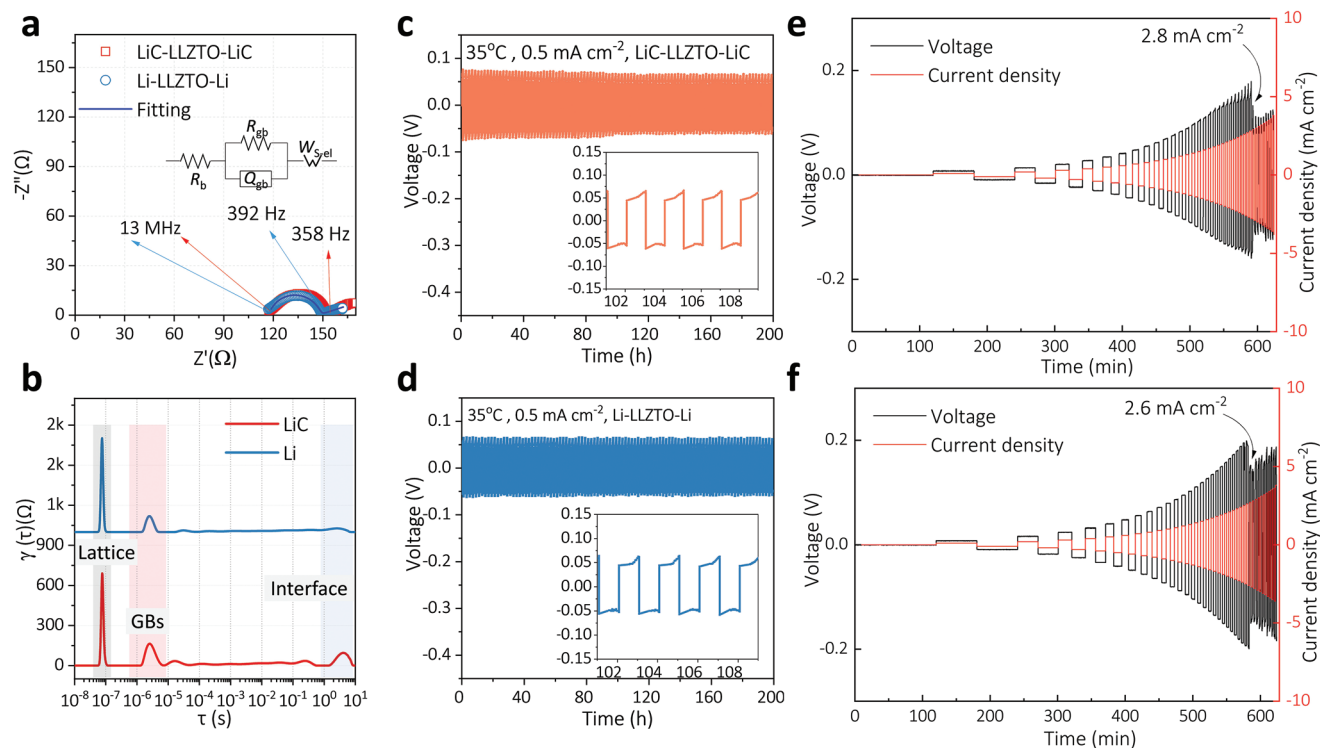 a
LiC-LLZTO-LiC
Li-LLZTO-Li
Fitting
R_gb
R_b
Q_gb
W_S,el
13 MHz
392 Hz
358 Hz
-Z''(Ω)
150
120
90
60
30
0
0 30 60 90 120 150
Z'(Ω)
b
LiC
Li
Lattice
GBs
Interface
γ (τ)(Ω)
2k
2k
1k
1k
900
600
300
0
10⁻⁸ 10⁻⁷ 10⁻⁶ 10⁻⁵ 10⁻⁴ 10⁻³ 10⁻² 10⁻¹ 10⁰ 10¹
τ (s)
c
35°C , 0.5 mA cm⁻², LiC-LLZTO-LiC
Voltage (V)
0.1
0.0
-0.1
-0.2
-0.3
-0.4
0.15
0.10
0.05
0.00
-0.05
-0.10
-0.15
102 104 106 108
0 40 80 120 160 200
Time (h)
d
35°C , 0.5 mA cm⁻², Li-LLZTO-Li
Voltage (V)
0.1
0.0
-0.1
-0.2
-0.3
-0.4
0.15
0.10
0.05
0.00
-0.05
-0.10
-0.15
102 104 106 108
0 40 80 120 160 200
Time (h)
e
Voltage
Current density
2.8 mA cm⁻²
Voltage (V)
0.2
0.0
-0.2
10
5
0
-5
-10
Current density (mA cm⁻²)
0 100 200 300 400 500 600
Time (min)
f
Voltage
Current density
2.6 mA cm⁻²
Voltage (V)
0.2
0.0
-0.2
10
5
0
-5
-10
Current density (mA cm⁻²)
0 100 200 300 400 500 600
Time (min)